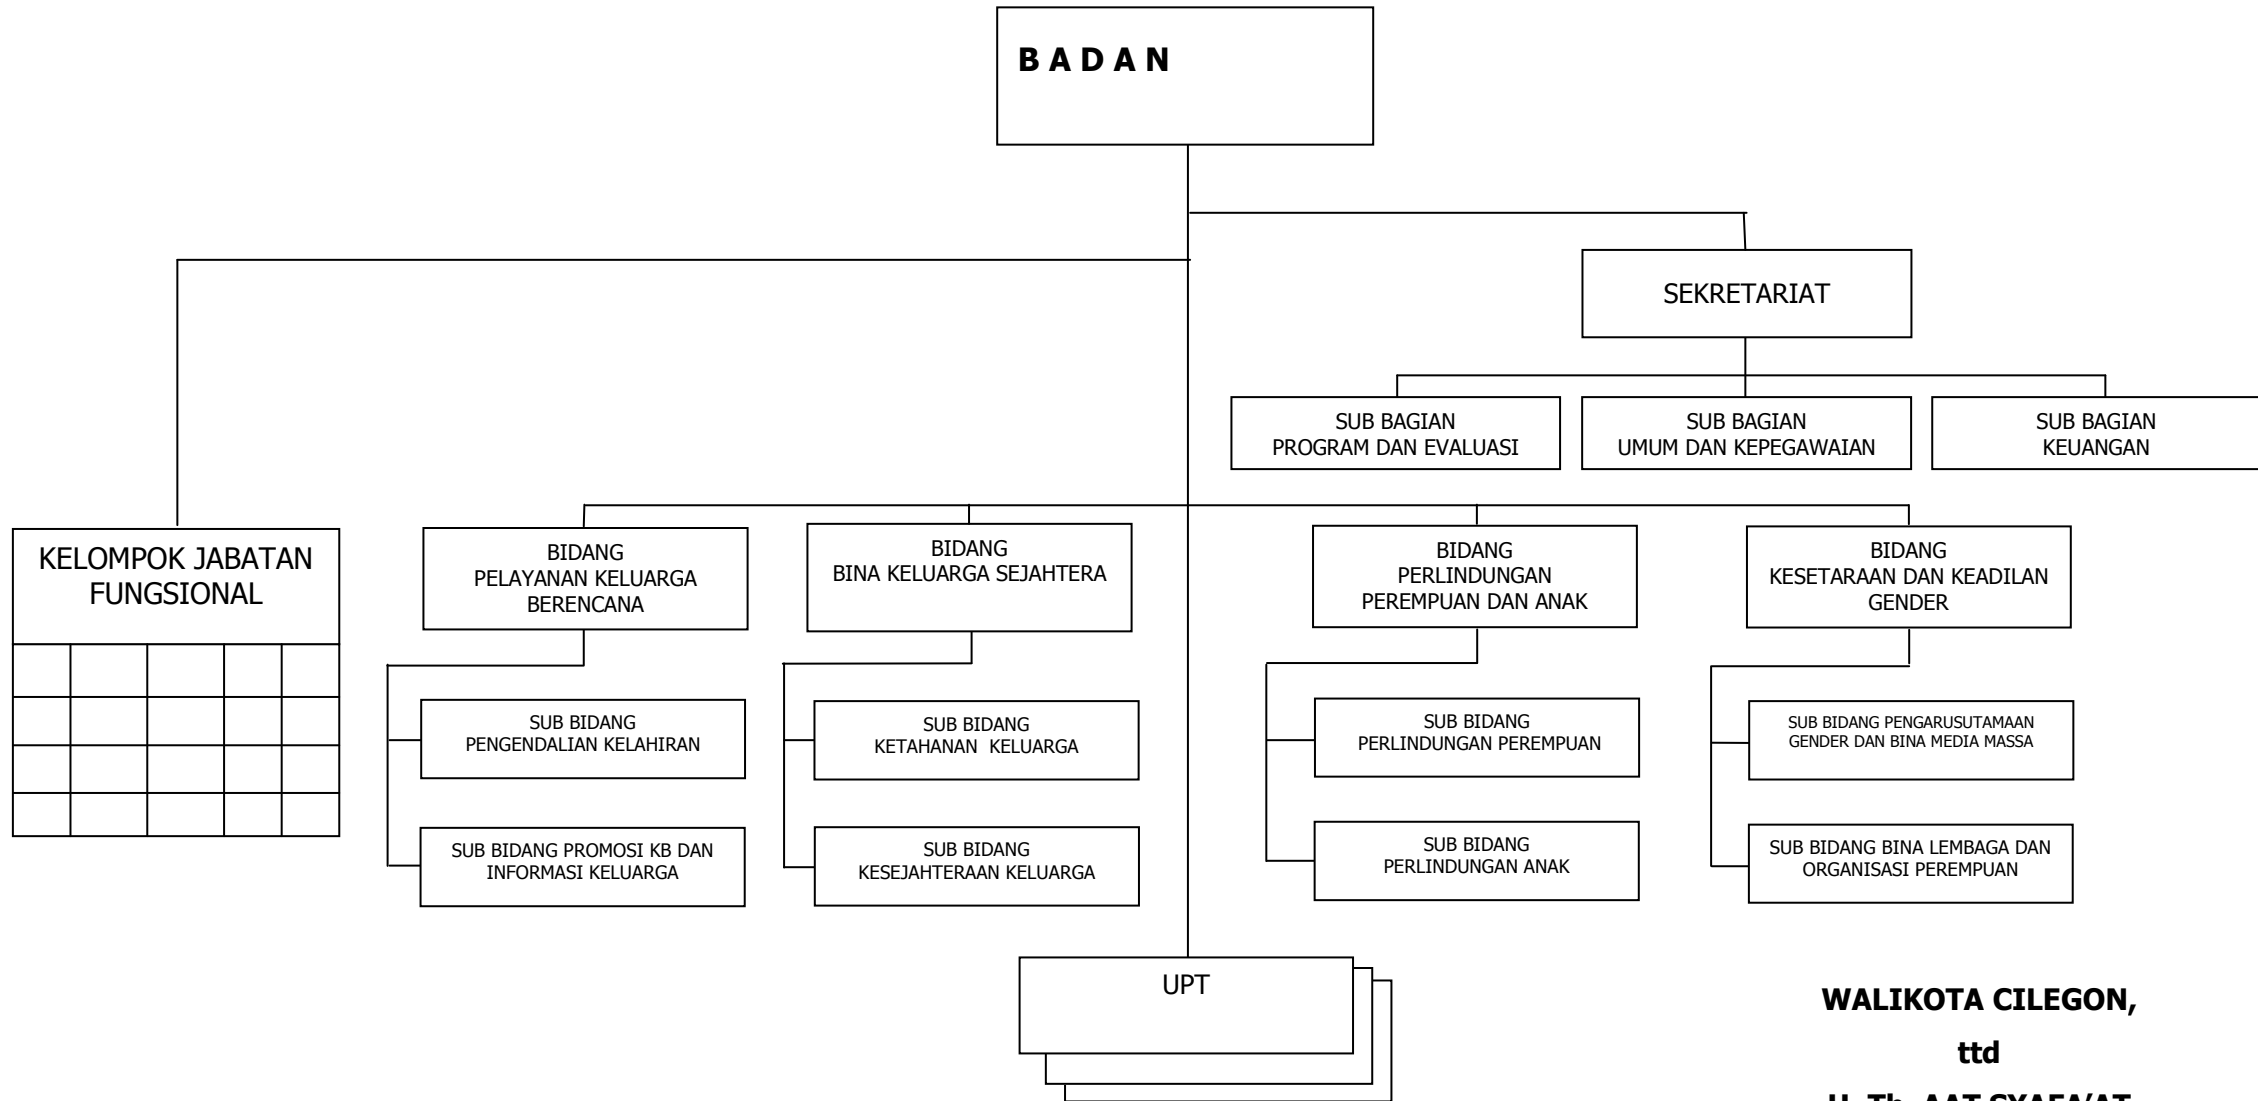 B A D A N
SEKRETARIAT
SUB BAGIAN
PROGRAM DAN EVALUASI
SUB BAGIAN
UMUM DAN KEPEGAWAIAN
SUB BAGIAN
KEUANGAN
KELOMPOK JABATAN
FUNGSIONAL
BIDANG
PELAYANAN KELUARGA
BERENCANA
BIDANG
BINA KELUARGA SEJAHTERA
BIDANG
PERLINDUNGAN
PEREMPUAN DAN ANAK
BIDANG
KESETARAAN DAN KEADILAN
GENDER
SUB BIDANG
PENGENDALIAN KELAHIRAN
SUB BIDANG
KETAHANAN  KELUARGA
SUB BIDANG
PERLINDUNGAN PEREMPUAN
SUB BIDANG PENGARUSUTAMAAN
GENDER DAN BINA MEDIA MASSA
SUB BIDANG PROMOSI KB DAN
INFORMASI KELUARGA
SUB BIDANG
KESEJAHTERAAN KELUARGA
SUB BIDANG
PERLINDUNGAN ANAK
SUB BIDANG BINA LEMBAGA DAN
ORGANISASI PEREMPUAN
UPT
WALIKOTA CILEGON,
ttd
H. Tb. AAT SYAFA'AT